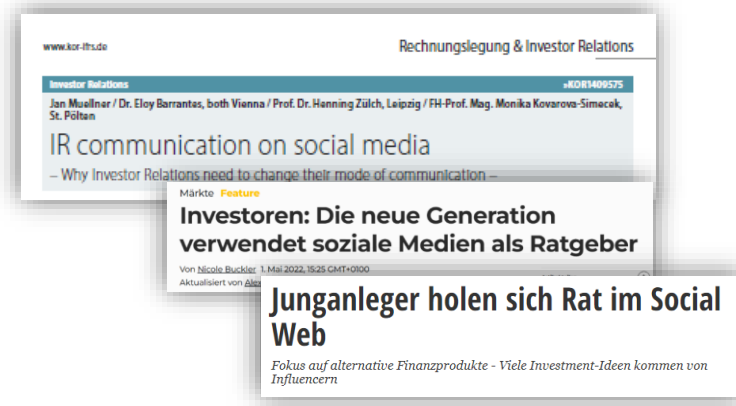 www.kor-ifrs.de
Rechnungslegung & Investor Relations
Investor Relations
»KOR1409575
Jan Muellner / Dr. Eloy Barrantes, both Vienna / Prof. Dr. Henning Zülch, Leipzig / FH-Prof. Mag. Monika Kovarova-Simecek,
St. Pölten
IR communication on social media
– Why Investor Relations need to change their mode of communication –
Märkte Feature
Investoren: Die neue Generation
verwendet soziale Medien als Ratgeber
Von Nicole Buckler 1. Mai 2022, 15:25 GMT+0100
Aktualisiert von
Junganleger holen sich Rat im Social
Web
Fokus auf alternative Finanzprodukte - Viele Investment-Ideen kommen von
Influencern